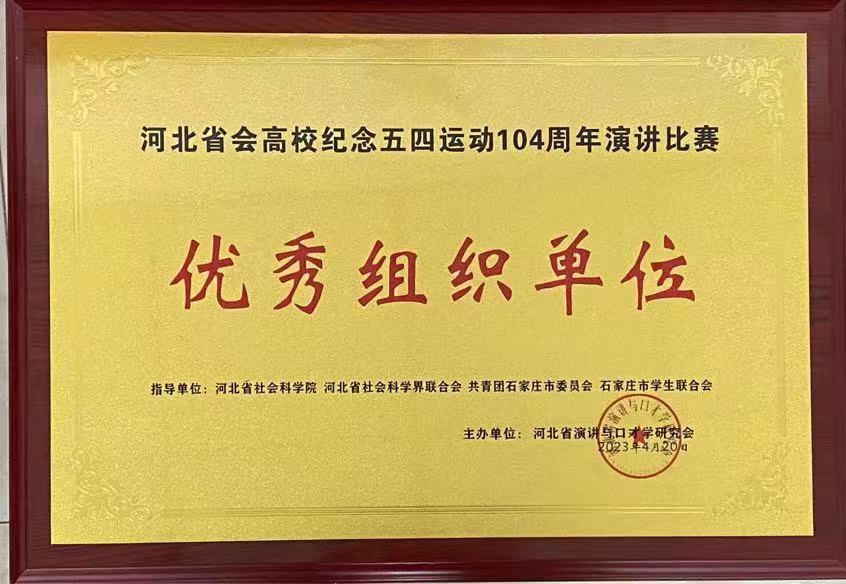 河北省会高校纪念五四运动104周年演讲比赛
优秀组织单位
指导单位：河北省社会科学院 河北省社会科学界联合会 共青团石家庄市委员会 石家庄市学生联合会
主办单位： 河北省演讲与口才学研究会
2023年4月20日